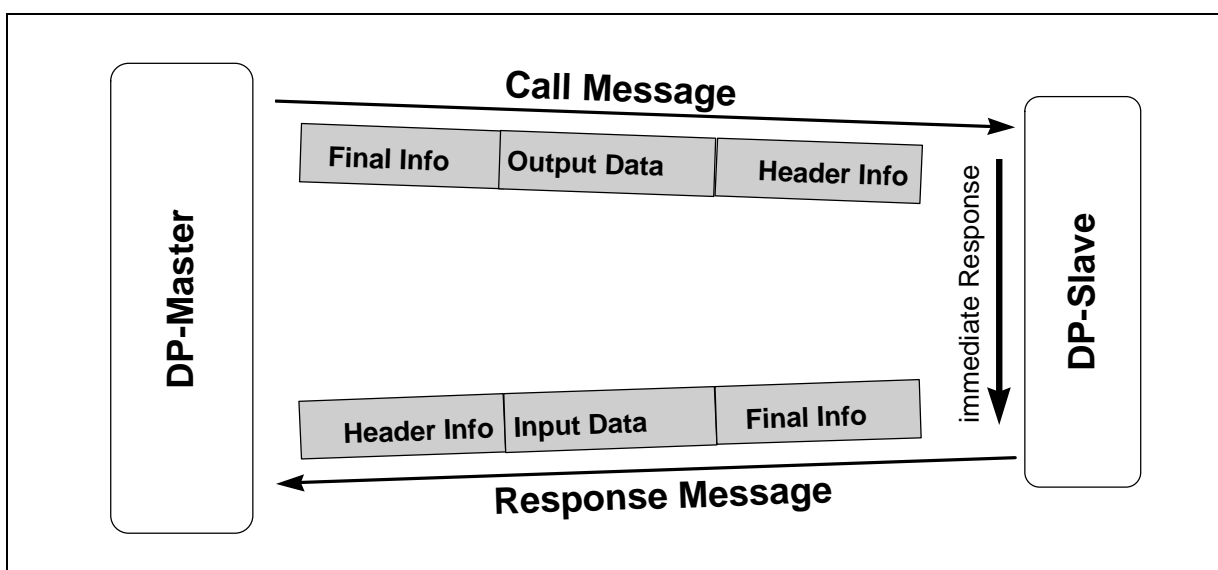 Call Message
Final Info Output Data Header Info
DP-Master
immediate Response
DP-Slave
Header Info Input Data Final Info
Response Message